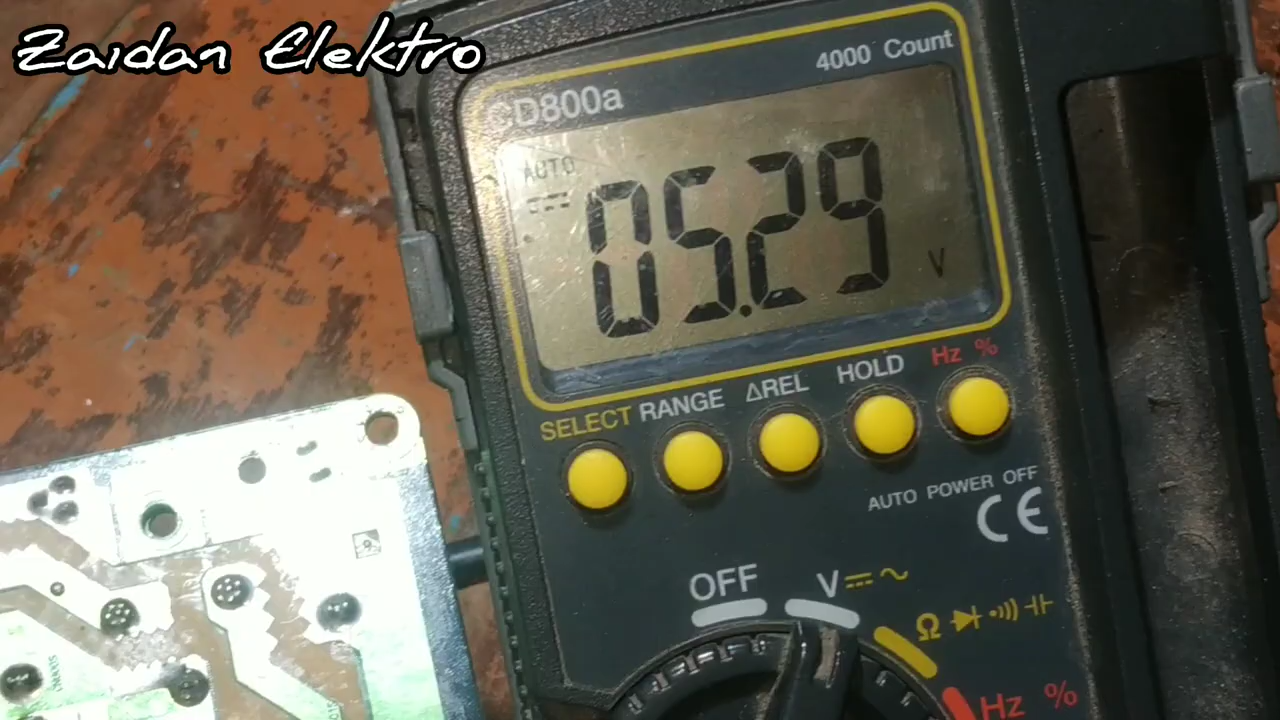 Zaidan Elektro
4000 Count
CD800a
AUTO
05.29
V
SELECT RANGE ΔREL HOLD Hz %
AUTO POWER OFF
CE
OFF V
Ω
Hz %